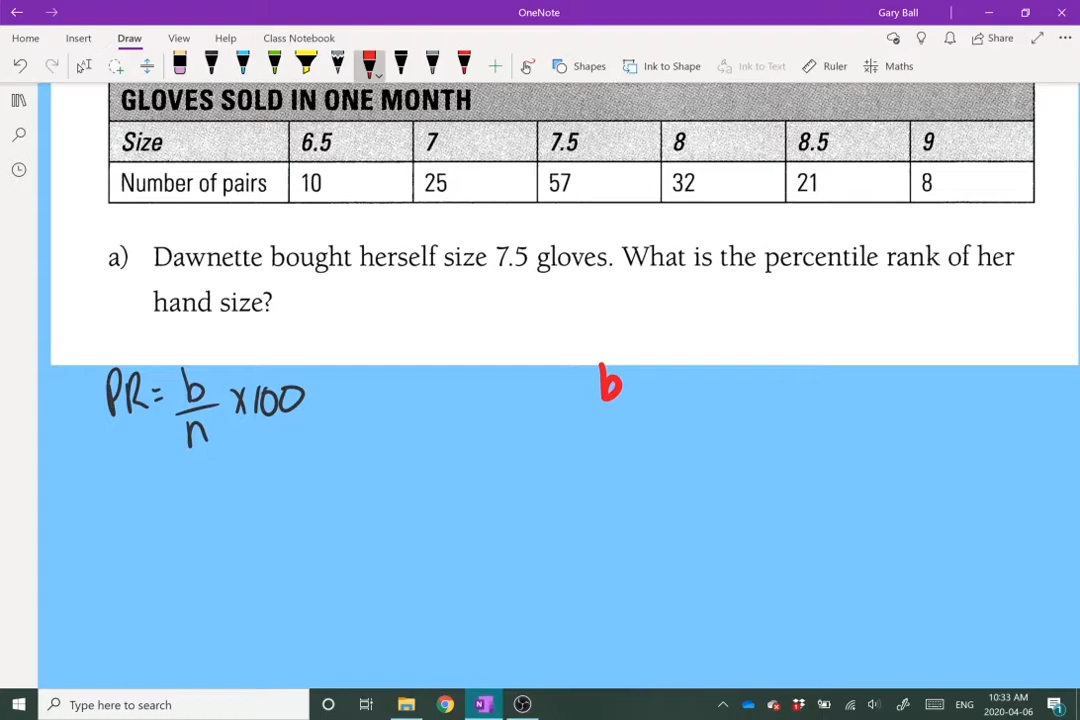 OneNote
Gary Ball
Home Insert Draw View Help Class Notebook Share
Shapes Ink to Shape Ink to Text Ruler Maths
GLOVES SOLD IN ONE MONTH
Size 6.5 7 7.5 8 8.5 9
Number of pairs 10 25 57 32 21 8
a) Dawnette bought herself size 7.5 gloves. What is the percentile rank of her
hand size?
PR = b/n x100
b
Type here to search
ENG
10:33 AM
2020-04-06
1